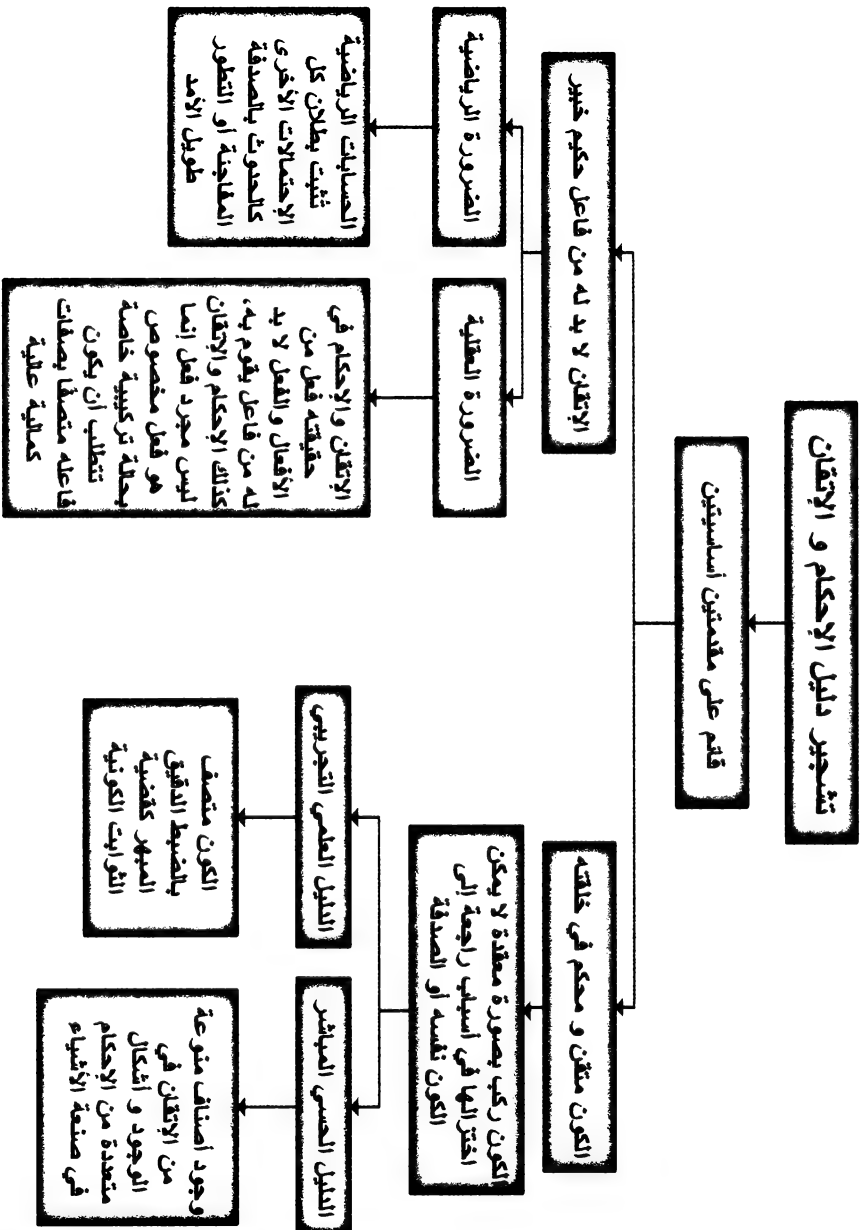 تشجير دليل الإحكام و الإتقان
قائم على مقدمتين أساسيتين
الكون متقن و محكم في خلقته
الكون ركب بصورة معقدة لا يمكن
اختزالها في أسباب راجعة إلى
الكون نفسه أو الصدفة
الدليل الحسي المباشر
وجود أصناف منوعة
من الإتقان في
الوجود و أشكال
متعددة من الإحكام
في صنعة الأشياء
الدليل العلمي التجريبي
الكون متصف
بالضبط الدقيق
المبهر كقضية
الثوابت الكونية
الإتقان لا بد له من فاعل حكيم خبير
الضرورة العقلية
الإتقان والإحكام في
حقيقته فعل من
الأفعال والفعل لا بد
له من فاعل يقوم به،
كذلك الإحكام والإتقان
ليس مجرد فعل إنما
هو فعل مخصوص
بحالة تركيبية خاصة
تتطلب أن يكون
فاعله متصفا بصفات
كمالية عالية
الضرورة الرياضية
الحسابات الرياضية
تثبت بطلان كل
الإحتمالات الأخرى
كالحدوث بالصدفة
المفاجئة أو التطور
طويل الأمد